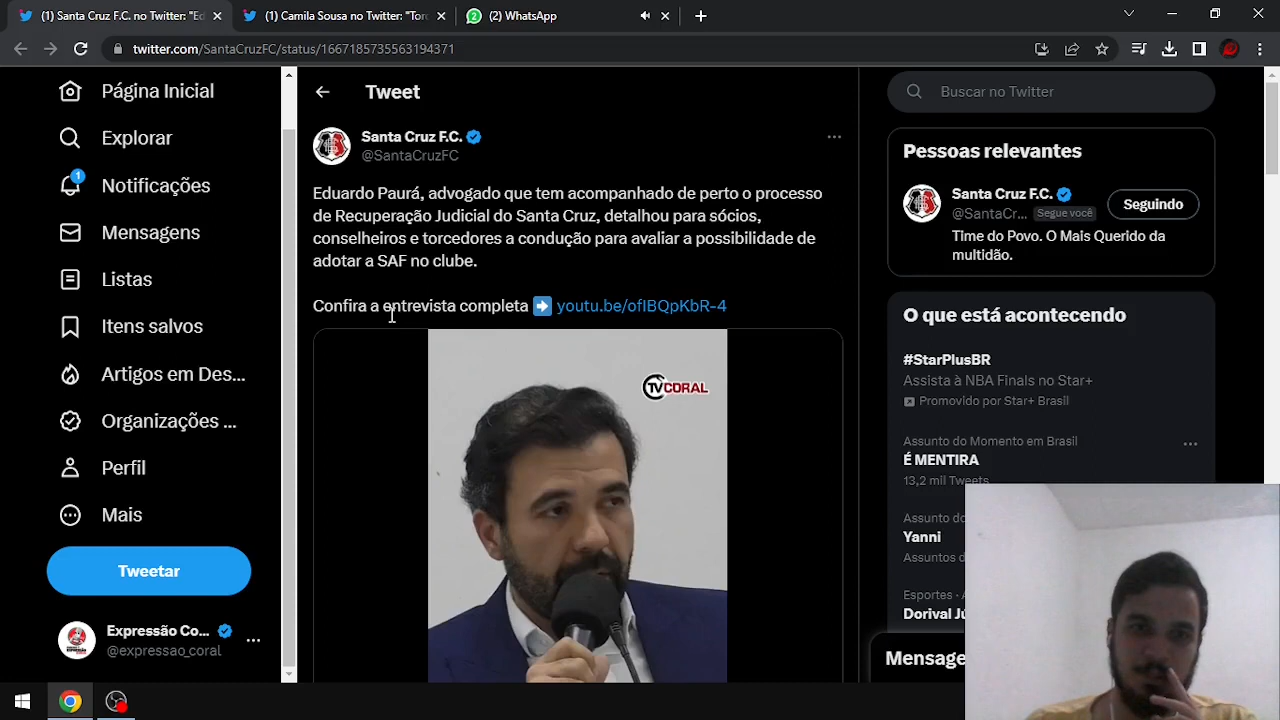 (1) Santa Cruz F.C. no Twitter: "Ed
(1) Camila Sousa no Twitter: "Torc
(2) WhatsApp
twitter.com/SantaCruzFC/status/1667185735563194371
Página Inicial
Explorar
1
Notificações
Mensagens
Listas
Itens salvos
Artigos em Des...
Organizações ...
Perfil
Mais
Tweetar
Expressão Co...
@expressao_coral
Tweet
Santa Cruz F.C.
@SantaCruzFC
Eduardo Paurá, advogado que tem acompanhado de perto o processo
de Recuperação Judicial do Santa Cruz, detalhou para sócios,
conselheiros e torcedores a condução para avaliar a possibilidade de
adotar a SAF no clube.
Confira a entrevista completa ➡️ youtu.be/ofIBQpKbR-4
TVCORAL
Buscar no Twitter
Pessoas relevantes
Santa Cruz F.C.
@SantaCr... Segue você
Seguindo
Time do Povo. O Mais Querido da
multidão.
O que está acontecendo
#StarPlusBR
Assista à NBA Finals no Star+
Promovido por Star+ Brasil
Assunto do Momento em Brasil
É MENTIRA
13,2 mil Tweets
Assunto d
Yanni
Assuntos d
Esportes - A
Dorival Jú
Mensage